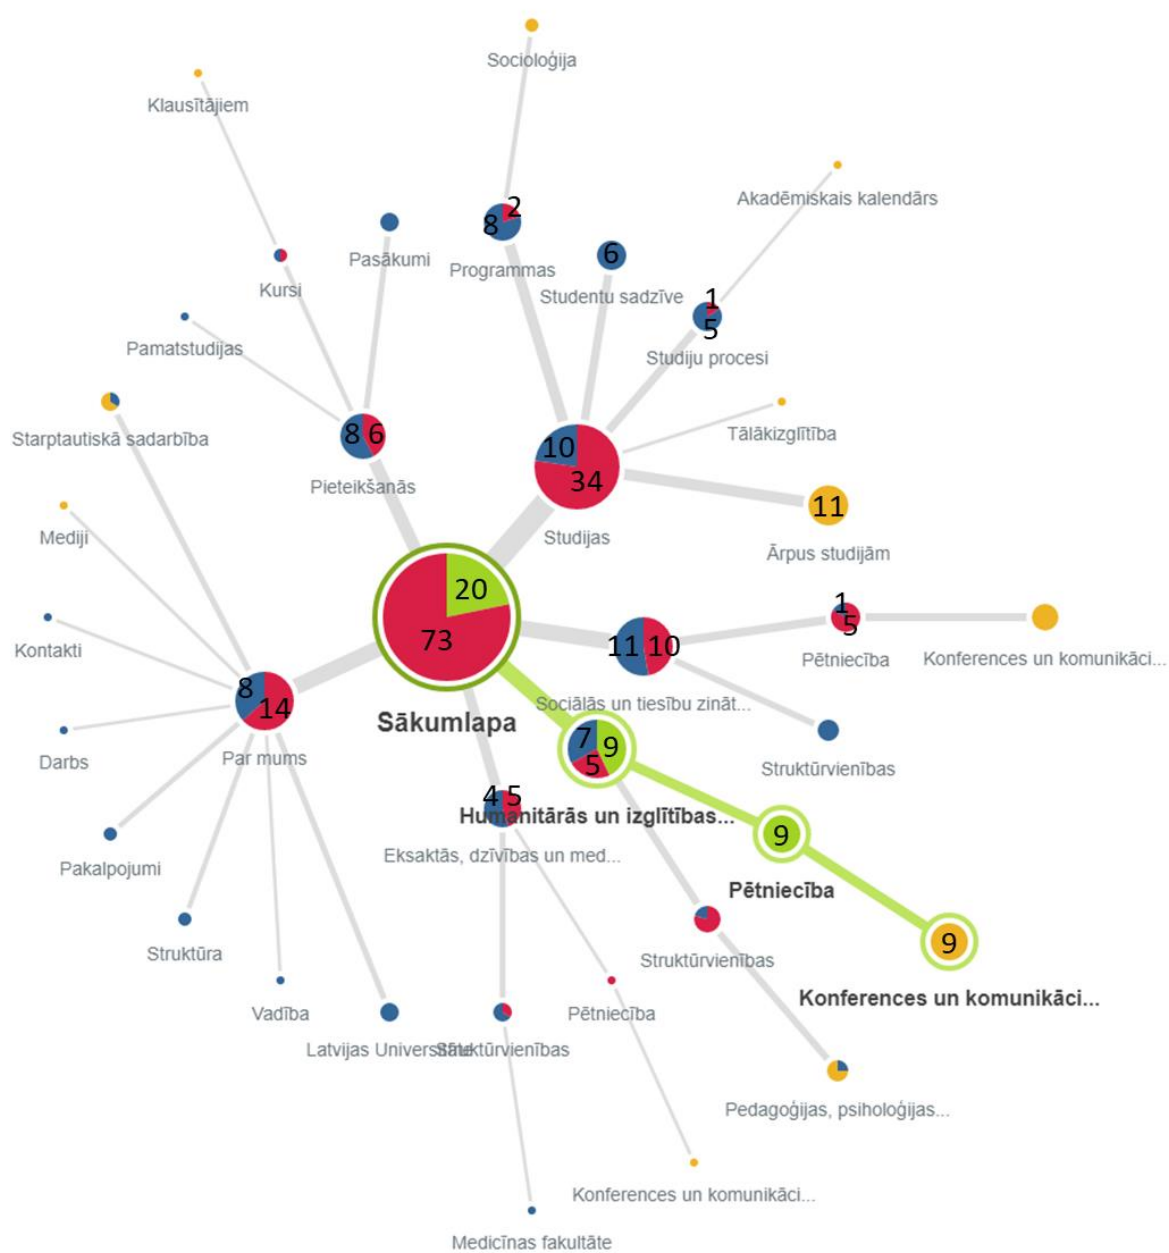 Socioloģija
Klausītājiem
Akadēmiskais kalendārs
2
8
Pasākumi
Programmas
6
Kursi
Studentu sadzīve
1
5
Pamatstudijas
Studiju procesi
Starptautiskā sadarbība
Tālākizglītība
8 6
10
34
Pieteikšanās
11
Mediji
Studijas
Ārpus studijām
20
73
1
5
Kontakti
11 10
Pētniecība
Konferences un komunikāci...
8
14
Sākumlapa
Sociālās un tiesību zināt...
7 9
5
Darbs
Par mums
Struktūrvienības
4 5
Humanitārās un izglītības...
9
Pakalpojumi
Eksaktās, dzīvības un med...
Pētniecība
9
Struktūra
Struktūrvienības
Konferences un komunikāci...
Vadība
Pētniecība
Latvijas Universitāte
Struktūrvienības
Pedagoģijas, psiholoģijas...
Konferences un komunikāci...
Medicīnas fakultāte